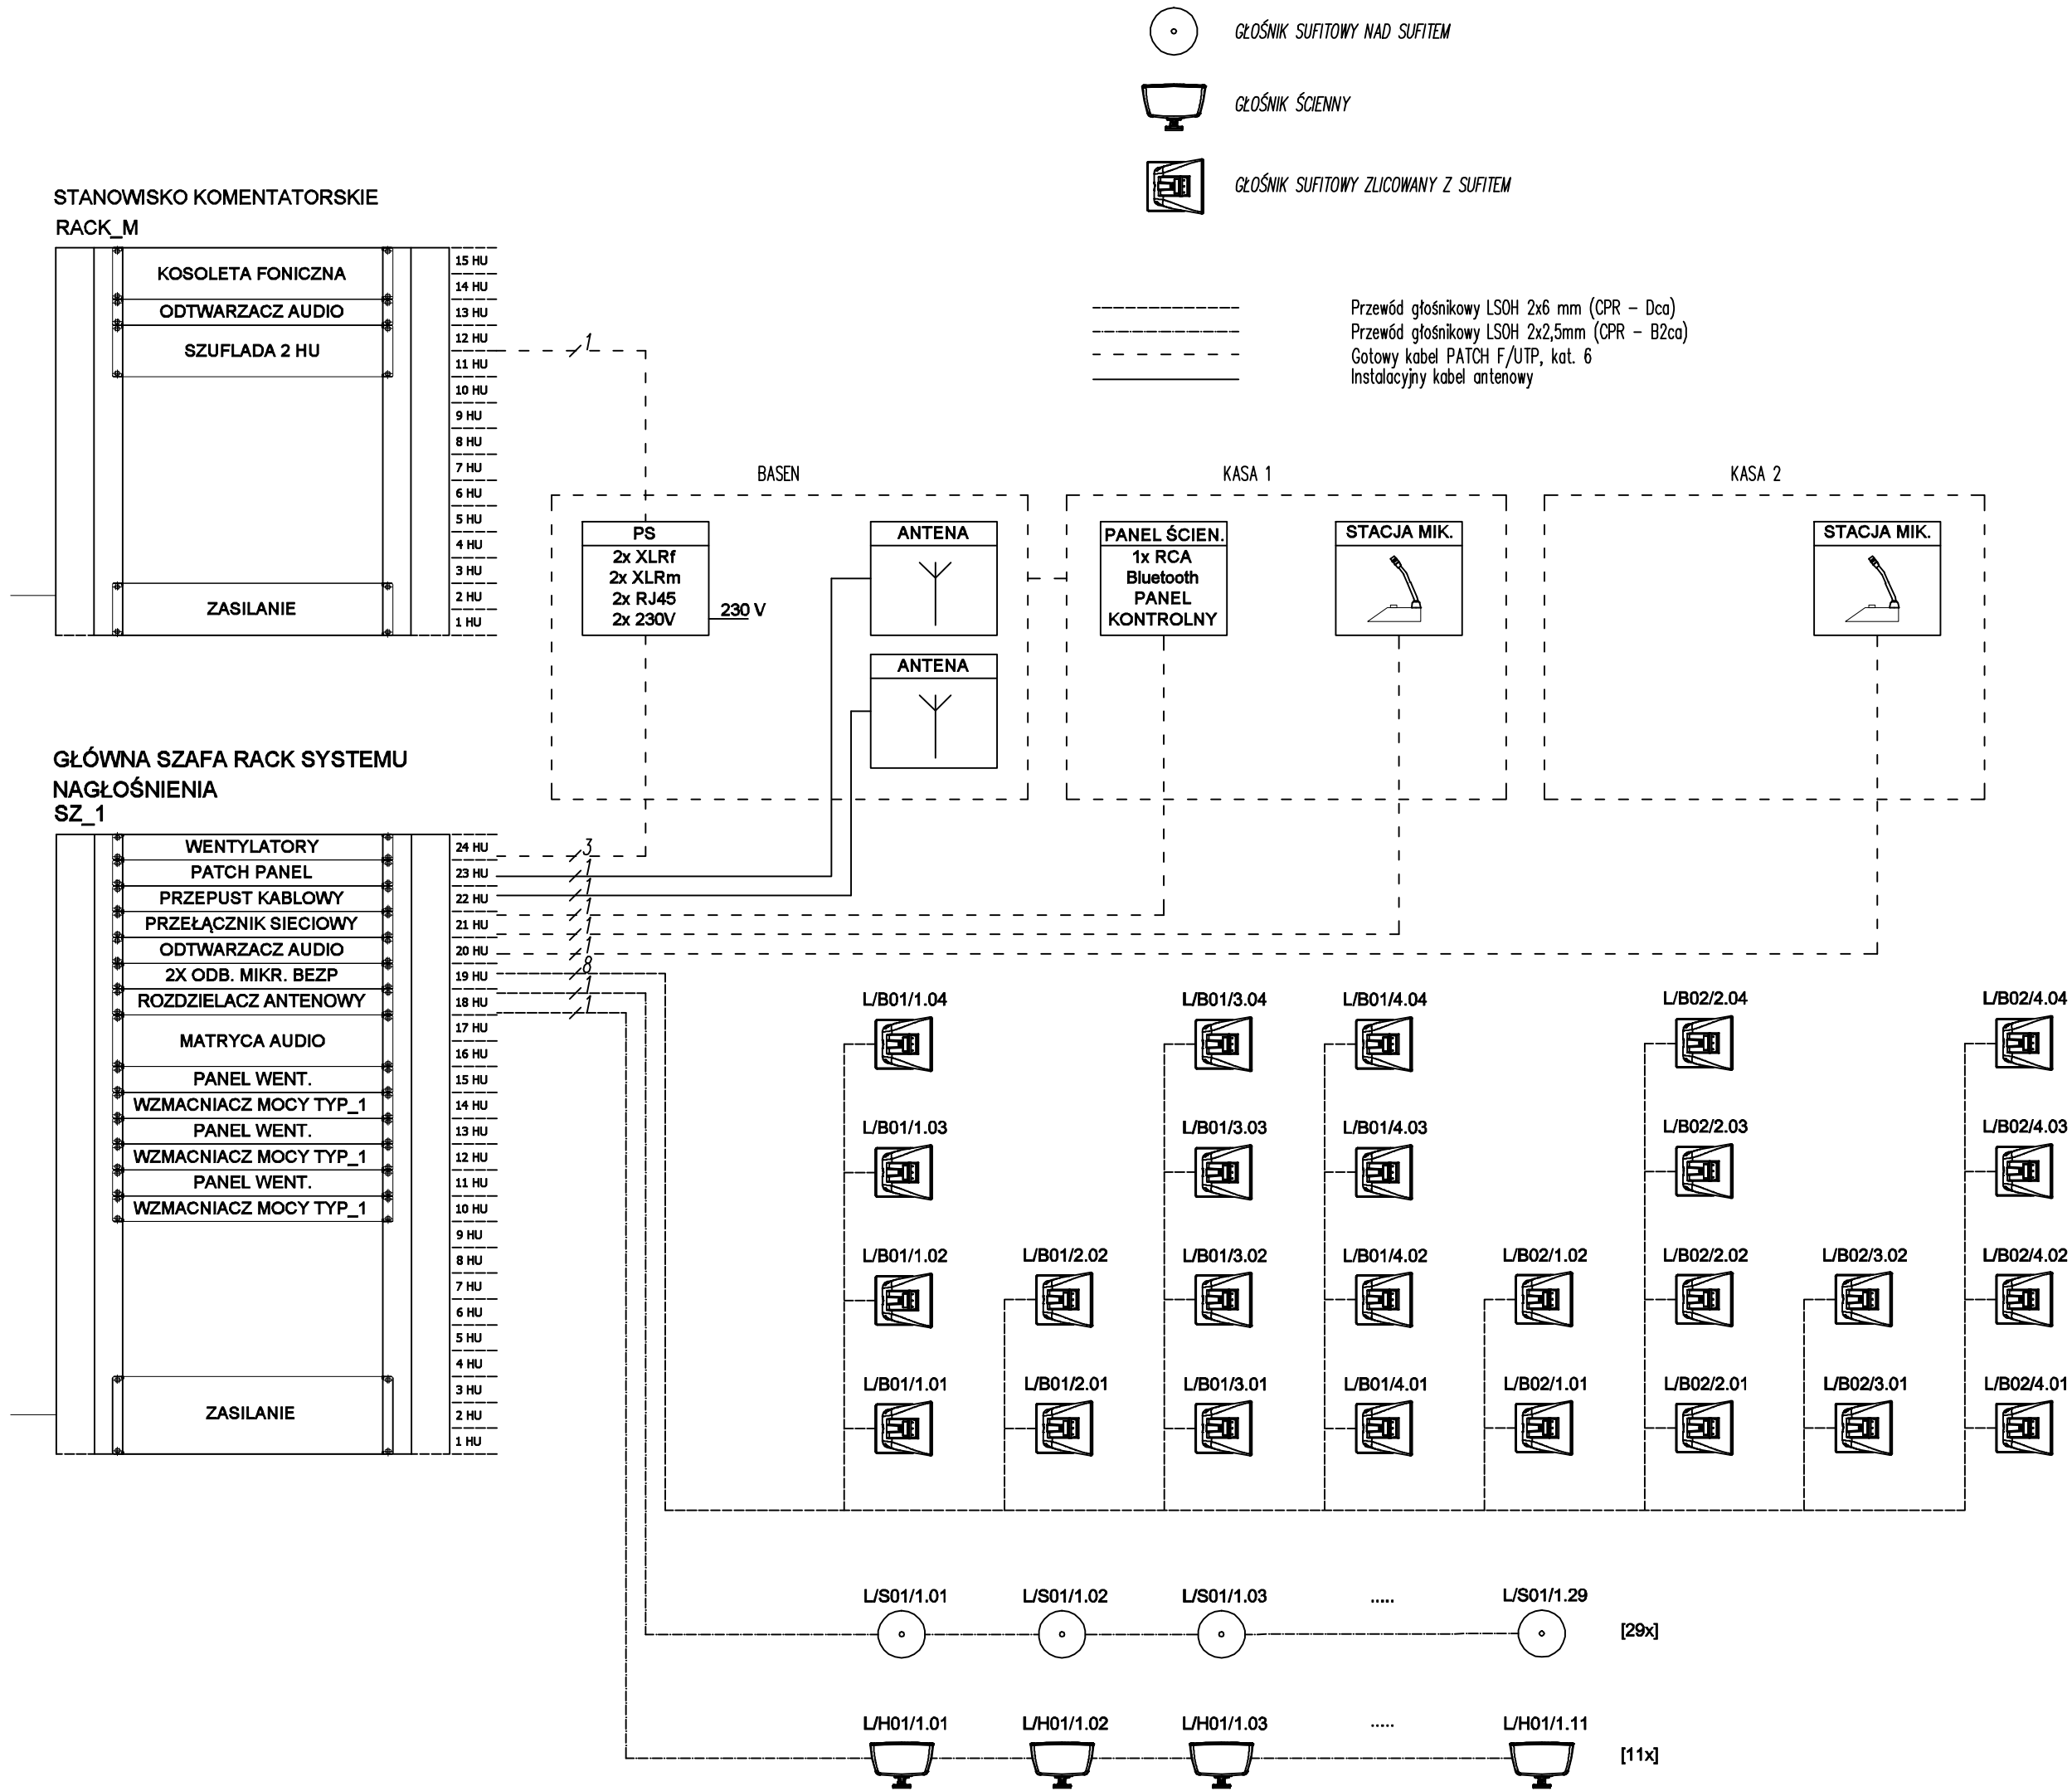 GŁOŚNIK SUFITOWY NAD SUFITEM
GŁOŚNIK ŚCIENNY
GŁOŚNIK SUFITOWY ZLICOWANY Z SUFITEM
Przewód głośnikowy LSOH 2x6 mm (CPR – Dca)
Przewód głośnikowy LSOH 2x2,5mm (CPR – B2ca)
Gotowy kabel PATCH F/UTP, kat. 6
Instalacyjny kabel antenowy
STANOWISKO KOMENTATORSKIE
RACK_M
KOSOLETA FONICZNA
ODTWARZACZ AUDIO
SZUFLADA 2 HU
ZASILANIE
15 HU
14 HU
13 HU
12 HU
11 HU
10 HU
9 HU
8 HU
7 HU
6 HU
5 HU
4 HU
3 HU
2 HU
1 HU
1
BASEN
PS
2x XLRf
2x XLRm
2x RJ45
2x 230V
230 V
ANTENA
ANTENA
KASA 1
PANEL ŚCIEN.
1x RCA
Bluetooth
PANEL
KONTROLNY
STACJA MIK.
KASA 2
STACJA MIK.
GŁÓWNA SZAFA RACK SYSTEMU
NAGŁOŚNIENIA
SZ_1
WENTYLATORY
PATCH PANEL
PRZEPUST KABLOWY
PRZEŁĄCZNIK SIECIOWY
ODTWARZACZ AUDIO
2X ODB. MIKR. BEZP
ROZDZIELACZ ANTENOWY
MATRYCA AUDIO
PANEL WENT.
WZMACNIACZ MOCY TYP_1
PANEL WENT.
WZMACNIACZ MOCY TYP_1
PANEL WENT.
WZMACNIACZ MOCY TYP_1
ZASILANIE
24 HU
23 HU
22 HU
21 HU
20 HU
19 HU
18 HU
17 HU
16 HU
15 HU
14 HU
13 HU
12 HU
11 HU
10 HU
9 HU
8 HU
7 HU
6 HU
5 HU
4 HU
3 HU
2 HU
1 HU
3
1
1
1
1
1
8
1
1
L/B01/1.04 L/B01/3.04 L/B01/4.04 L/B02/2.04 L/B02/4.04
L/B01/1.03 L/B01/3.03 L/B01/4.03 L/B02/2.03 L/B02/4.03
L/B01/1.02 L/B01/2.02 L/B01/3.02 L/B01/4.02 L/B02/1.02 L/B02/2.02 L/B02/3.02 L/B02/4.02
L/B01/1.01 L/B01/2.01 L/B01/3.01 L/B01/4.01 L/B02/1.01 L/B02/2.01 L/B02/3.01 L/B02/4.01
L/S01/1.01 L/S01/1.02 L/S01/1.03 ..... L/S01/1.29
[29x]
L/H01/1.01 L/H01/1.02 L/H01/1.03 ..... L/H01/1.11
[11x]